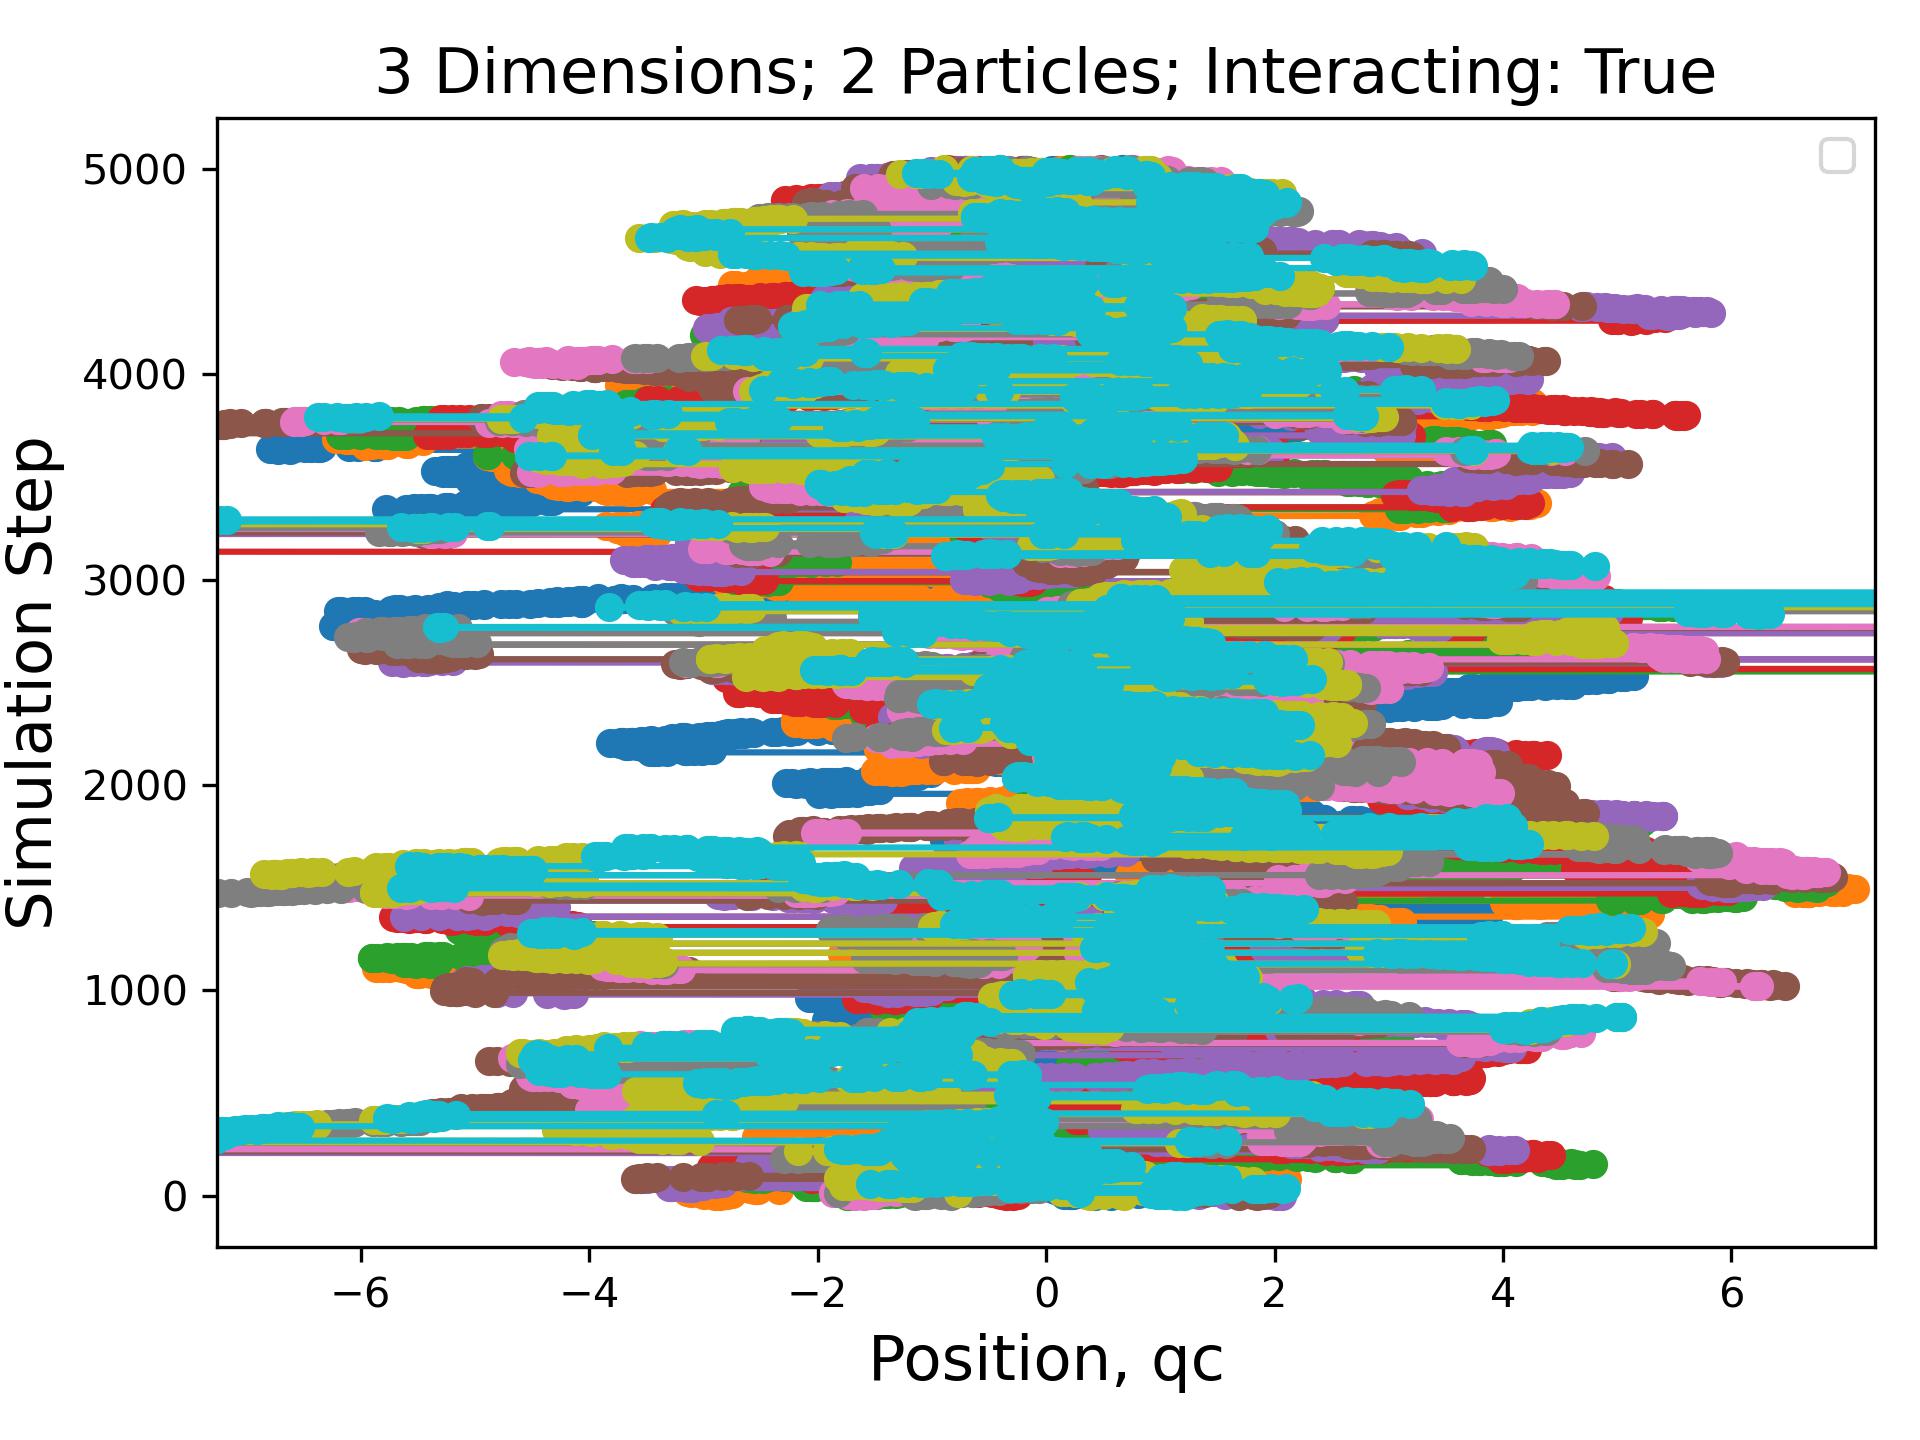 3 Dimensions; 2 Particles; Interacting: True
Simulation Step
5000
4000
3000
2000
1000
0
−6 −4 −2 0 2 4 6
Position, qc